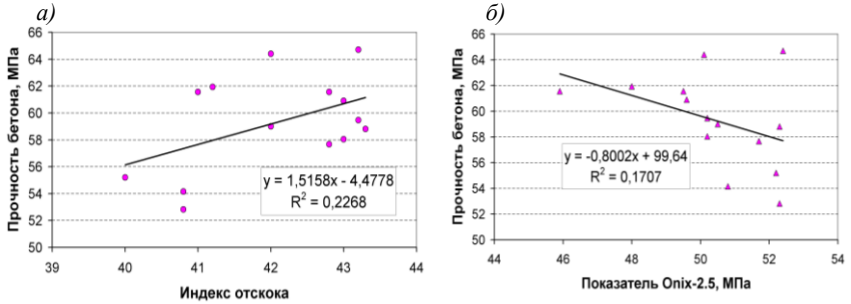 а)
Прочность бетона, МПа
66
64
62
60
58
56
54
52
50
y = 1,5158x - 4,4778
R² = 0,2268
39 40 41 42 43 44
Индекс отскока
б)
Прочность бетона, МПа
66
64
62
60
58
56
54
52
50
y = -0,8002x + 99,64
R² = 0,1707
44 46 48 50 52 54
Показатель Onix-2.5, МПа